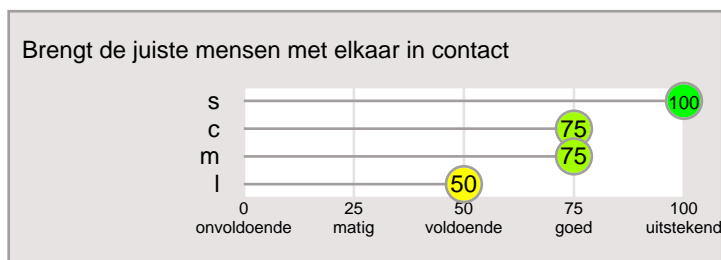 Brengt de juiste mensen met elkaar in contact
s 100
c 75
m 75
l 50
0 25 50 75 100
onvoldoende matig voldoende goed uitstekend